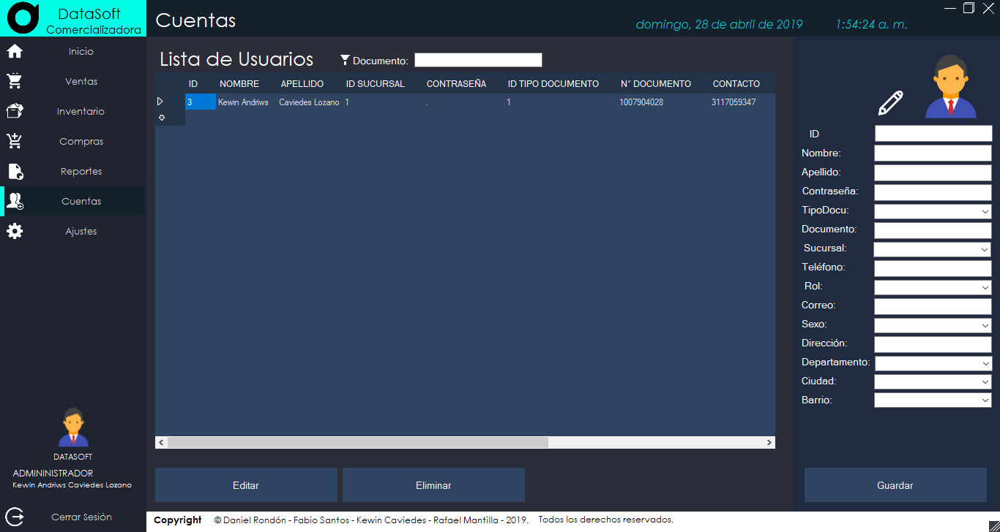 DataSoft
Comercializadora
Cuentas
domingo, 28 de abril de 2019 1:54:24 a. m.
Inicio
Ventas
Inventario
Compras
Reportes
Cuentas
Ajustes
DATASOFT
ADMININISTRADOR
Kewin Andriws Caviedes Lozano
Cerrar Sesión
Lista de Usuarios
Documento:
ID NOMBRE APELLIDO ID SUCURSAL CONTRASEÑA ID TIPO DOCUMENTO N° DOCUMENTO CONTACTO
3 Kewin Andriws Caviedes Lozano 1 . 1 1007904028 3117059347
Editar
Eliminar
ID
Nombre:
Apellido:
Contraseña:
TipoDocu:
Documento:
Sucursal:
Teléfono:
Rol:
Correo:
Sexo:
Dirección:
Departamento:
Ciudad:
Barrio:
Guardar
Copyright © Daniel Rondón - Fabio Santos - Kewin Caviedes - Rafael Mantilla - 2019. Todos los derechos reservados.